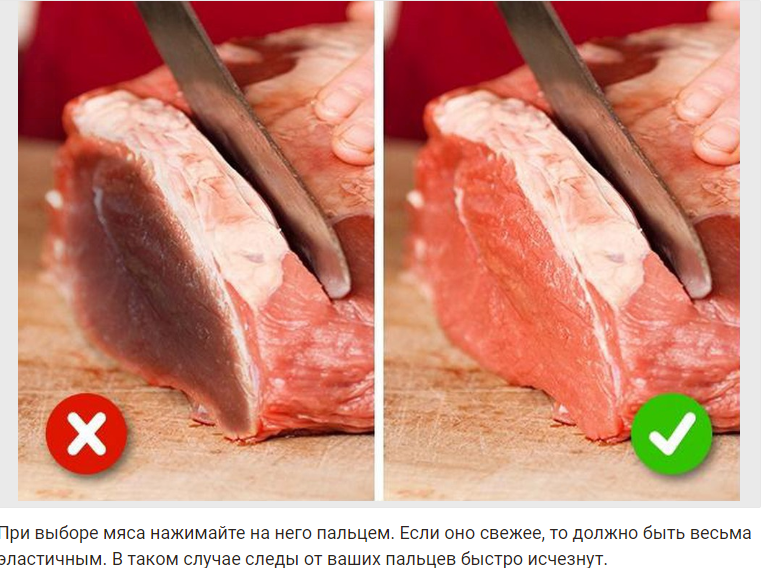 При выборе мяса нажимайте на него пальцем. Если оно свежее, то должно быть весьма
эластичным. В таком случае следы от ваших пальцев быстро исчезнут.